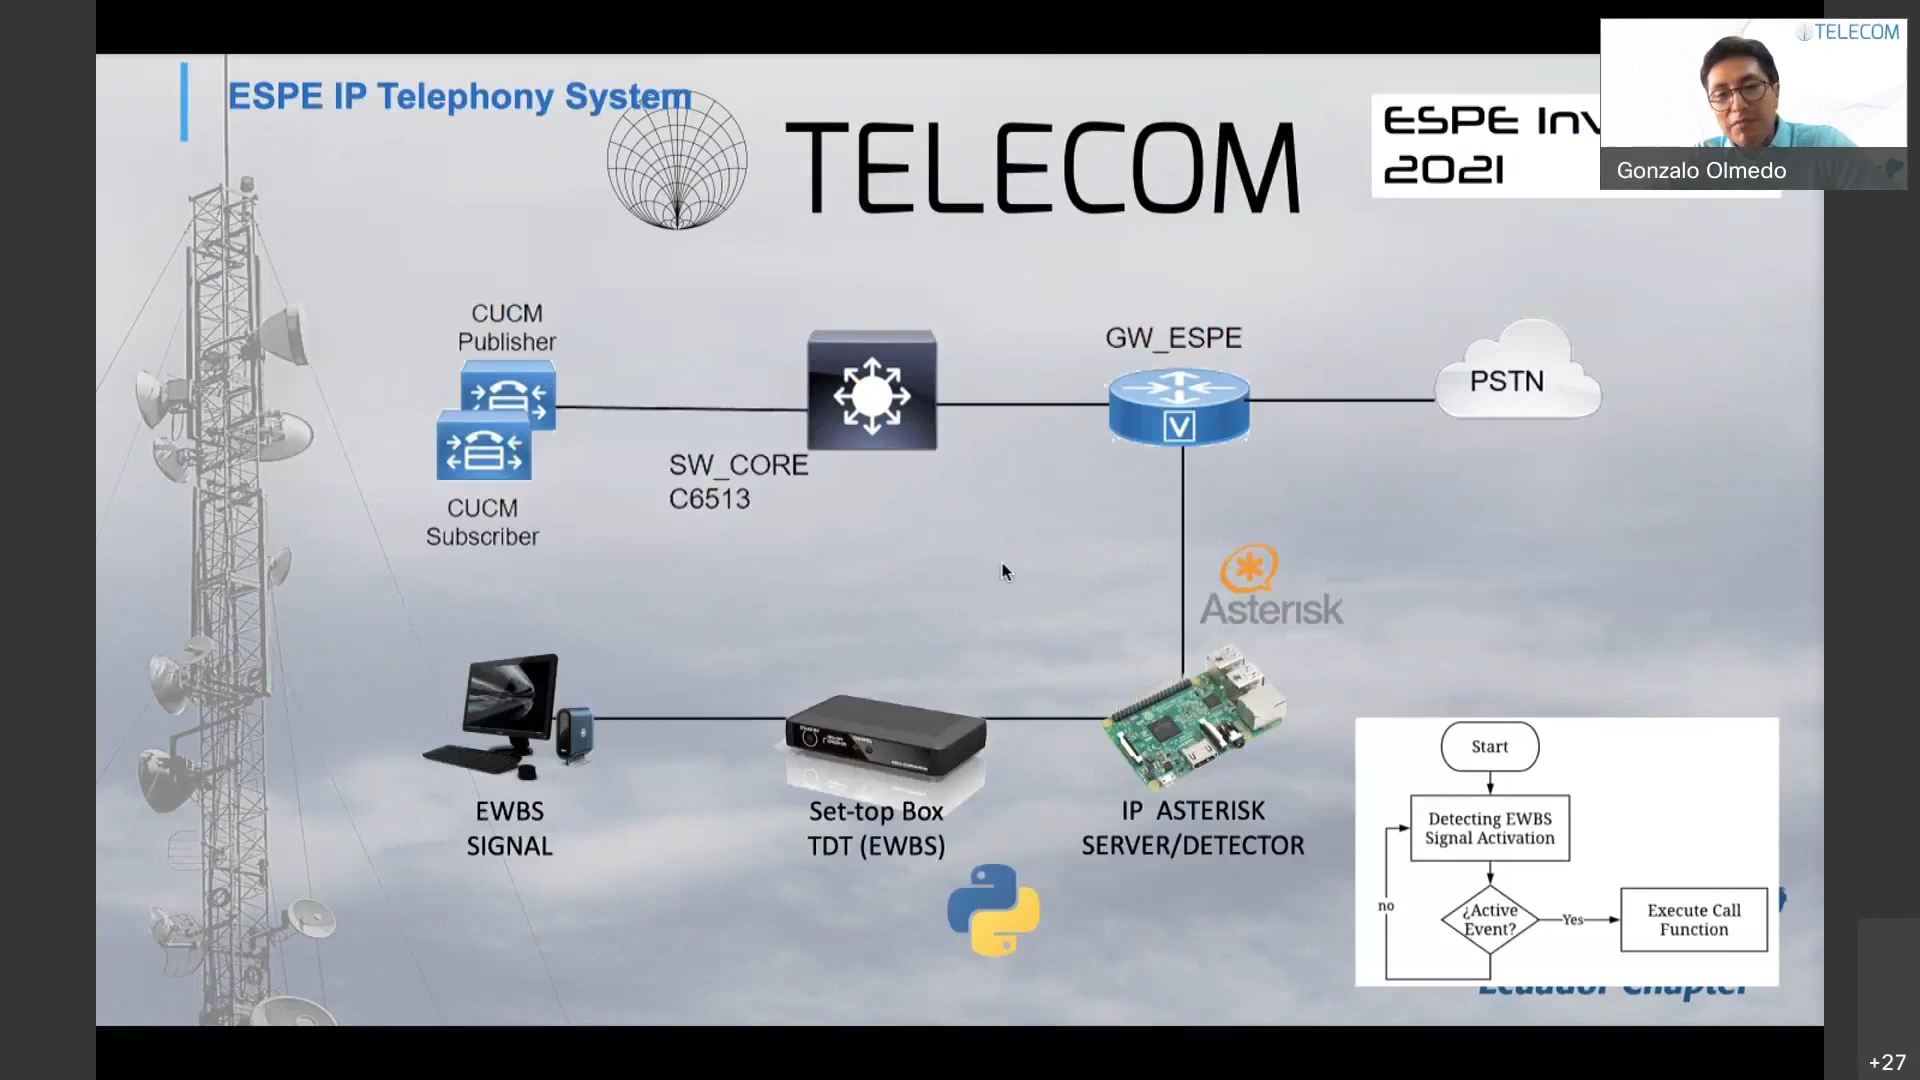 ESPE IP Telephony System
TELECOM
ESPE Inv
2021
TELECOM
Gonzalo Olmedo
CUCM
Publisher
CUCM
Subscriber
SW_CORE
C6513
GW_ESPE
V
PSTN
Asterisk
EWBS
SIGNAL
Set-top Box
TDT (EWBS)
IP ASTERISK
SERVER/DETECTOR
Start
Detecting EWBS
Signal Activation
¿Active
Event?
no
Yes
Execute Call
Function
Ecuador Chapter
+27